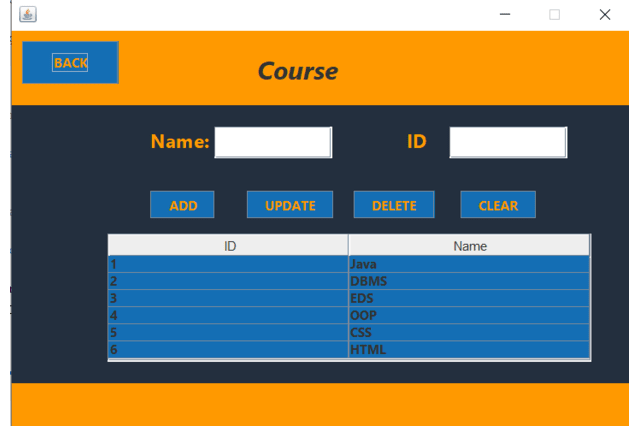 BACK
Course
Name:
ID
ADD UPDATE DELETE CLEAR
ID Name
1 Java
2 DBMS
3 EDS
4 OOP
5 CSS
6 HTML